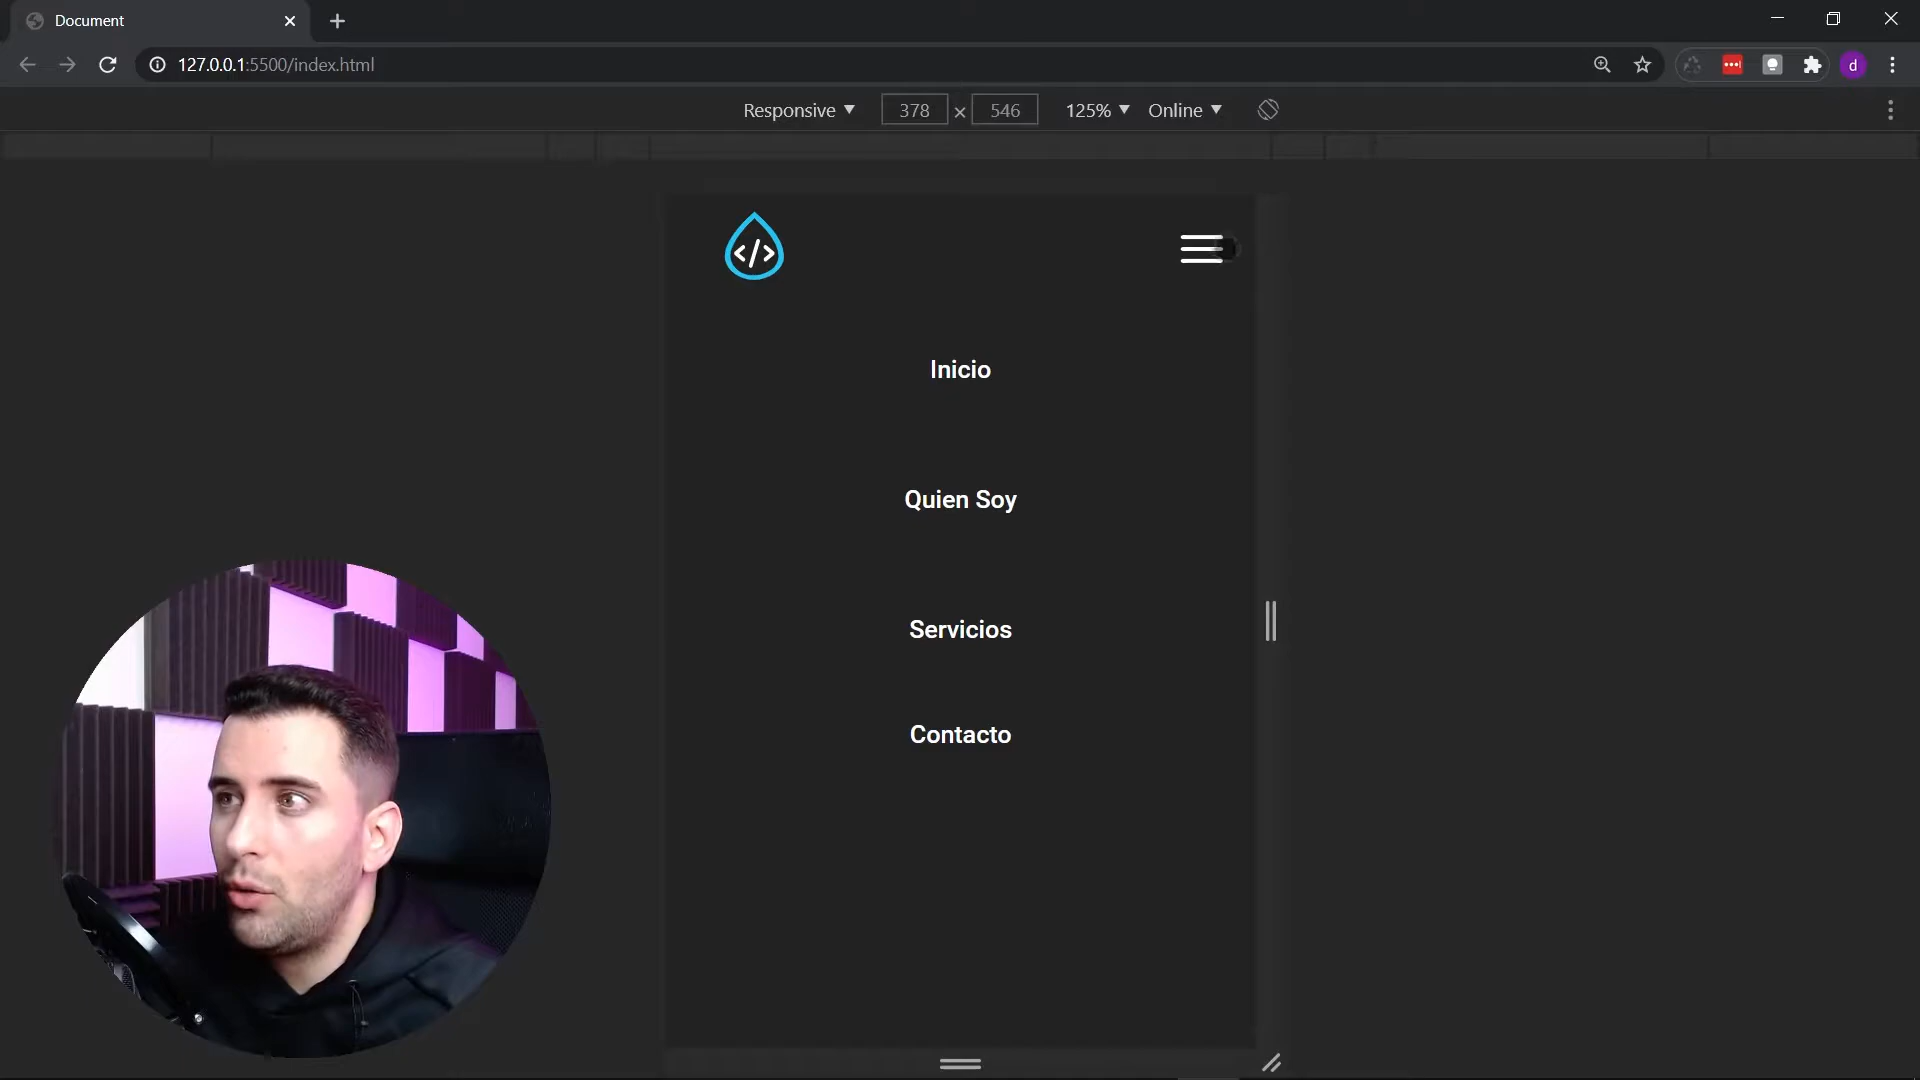 Document
127.0.0.1:5500/index.html
d
Responsive 378 × 546 125% Online
</>
Inicio
Quien Soy
Servicios
Contacto